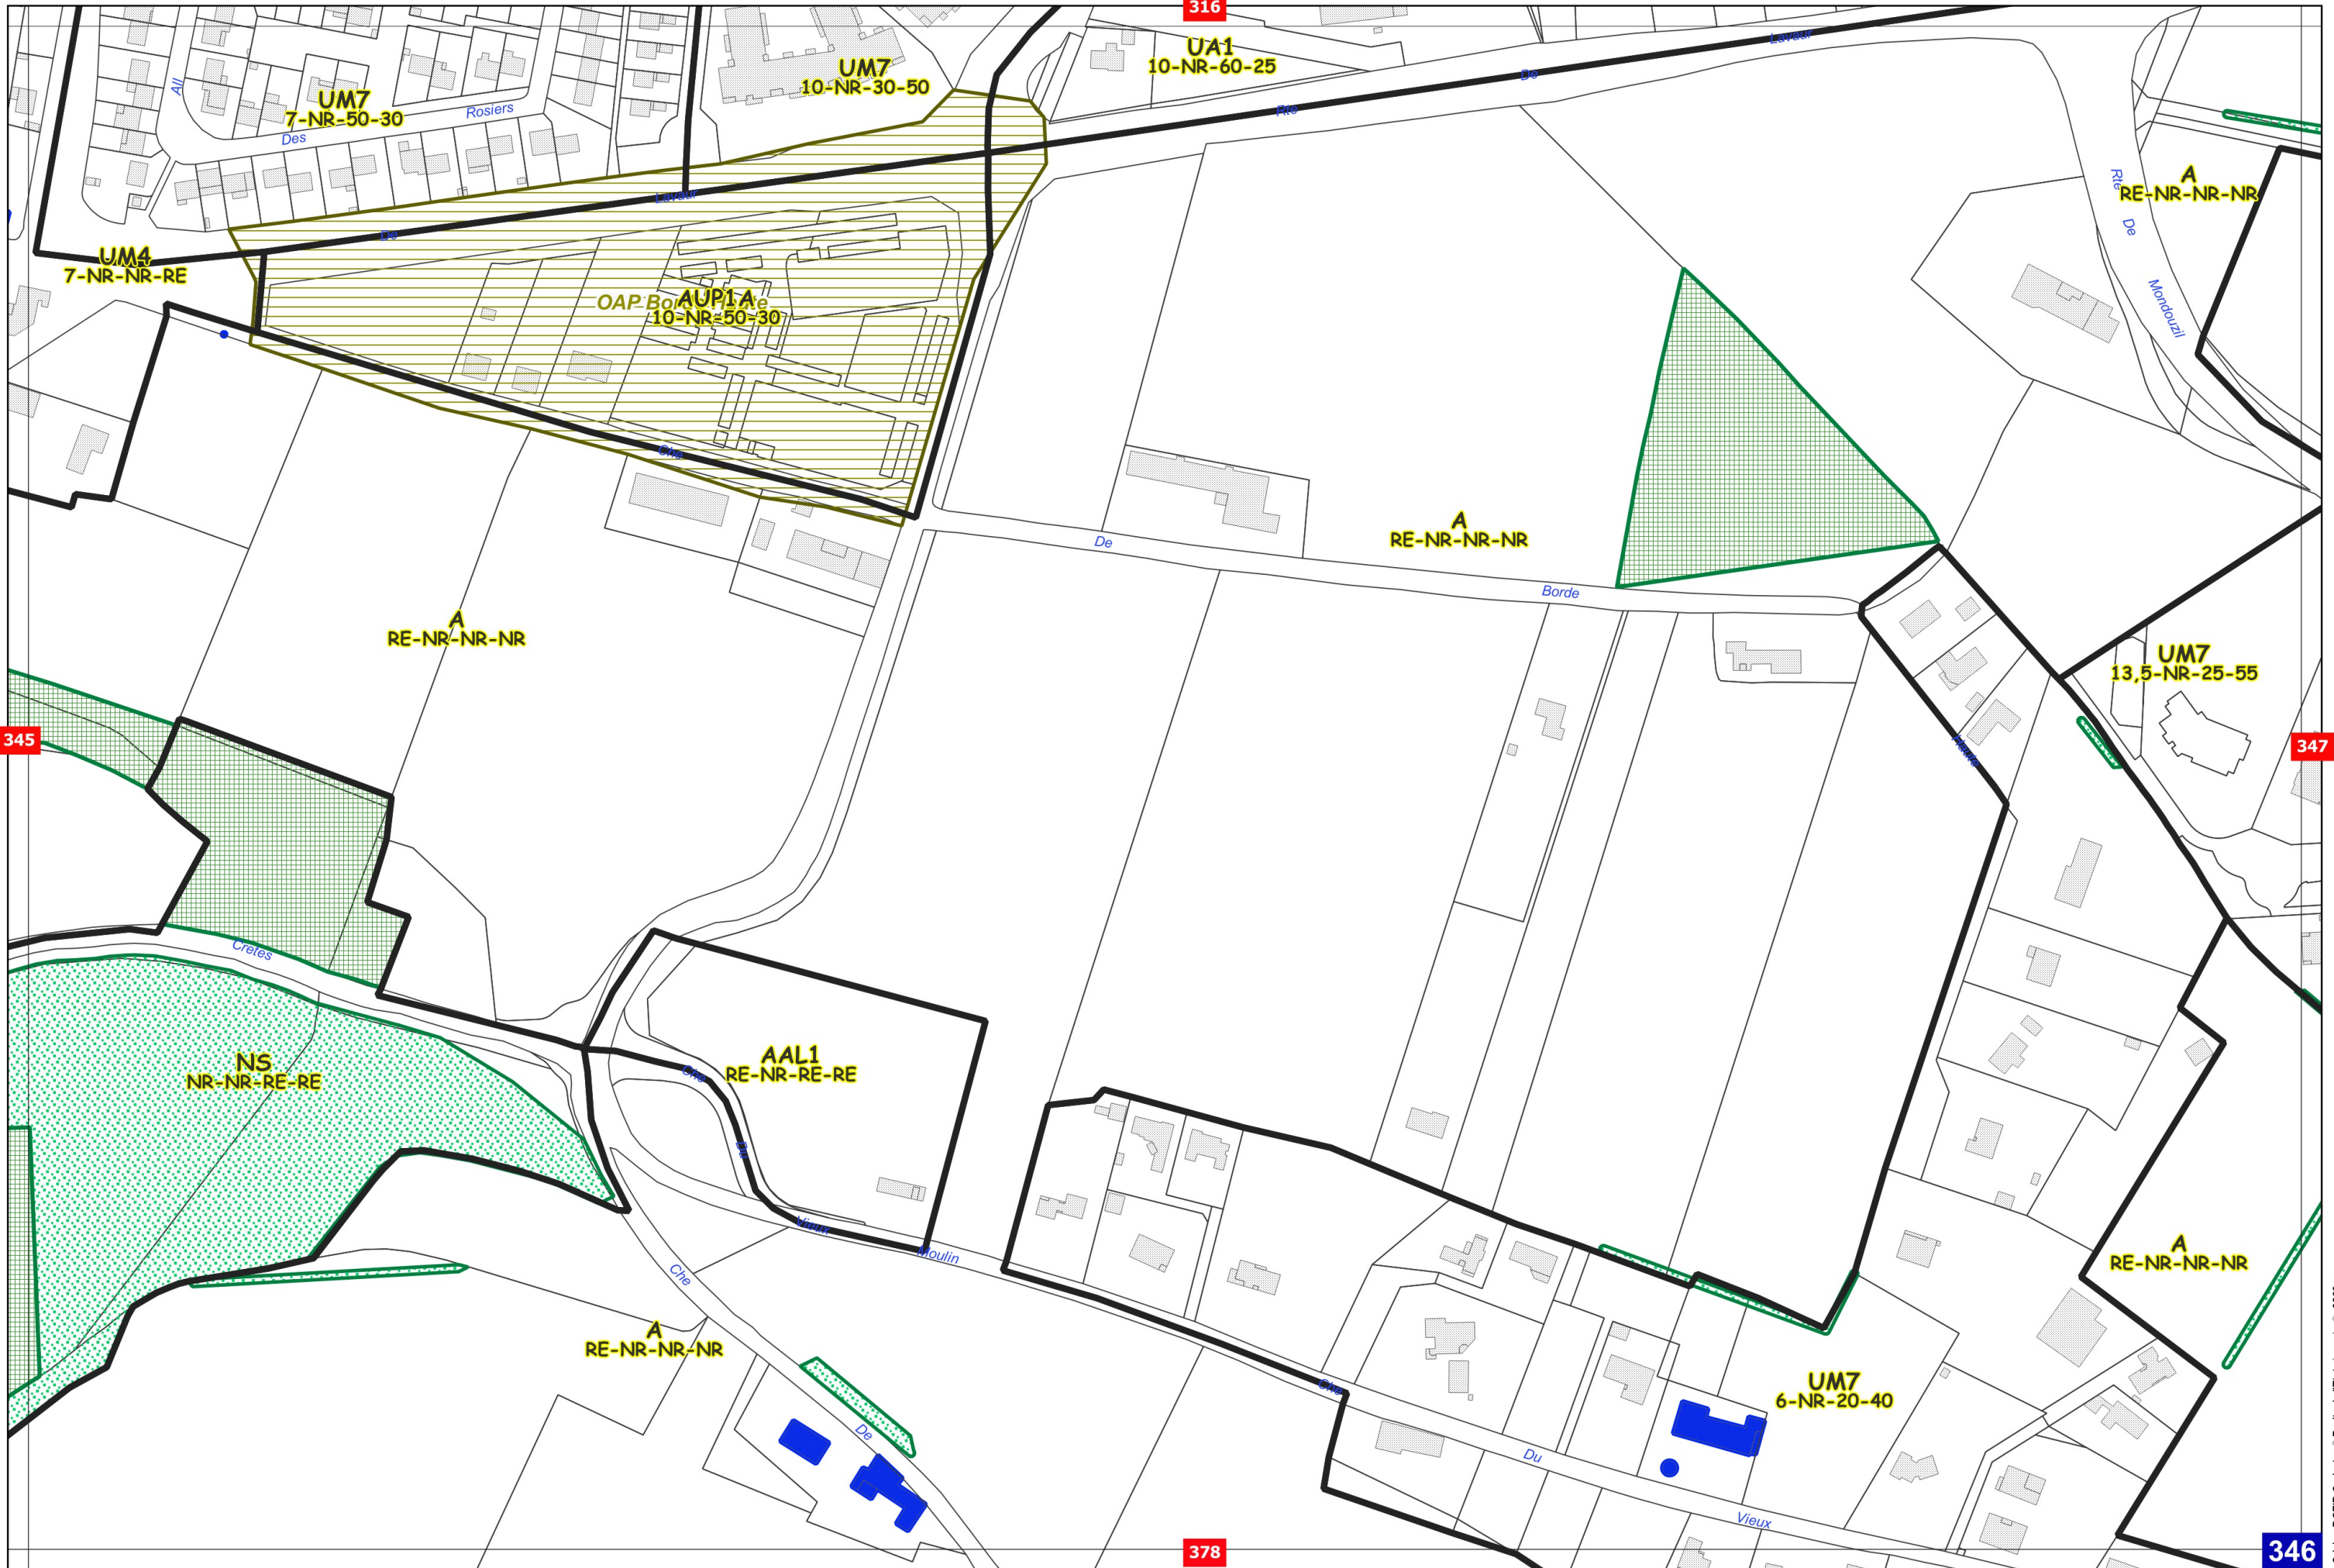 316
UA1
10-NR-60-25
Lavaur
De
Rte
UM7
10-NR-30-50
All
UM7
7-NR-50-30
Rosiers
Des
A
RE-NR-NR-NR
Rte
De
Mondouzil
Lavaur
De
UM4
7-NR-NR-RE
AUP1A
10-NR-50-30
Che
A
RE-NR-NR-NR
De
Borde
A
RE-NR-NR-NR
UM7
13,5-NR-25-55
345
347
Haute
Cretes
NS
NR-NR-RE-RE
AAL1
RE-NR-RE-RE
Che
Du
Vieux
Moulin
A
RE-NR-NR-NR
Che
A
RE-NR-NR-NR
De
Che
UM7
6-NR-20-40
Du
Vieux
378
346